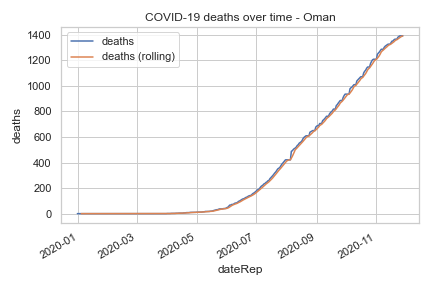 COVID-19 deaths over time - Oman
deaths
deaths (rolling)
1400
1200
1000
800
600
400
200
0
deaths
2020-01
2020-03
2020-05
2020-07
2020-09
2020-11
dateRep